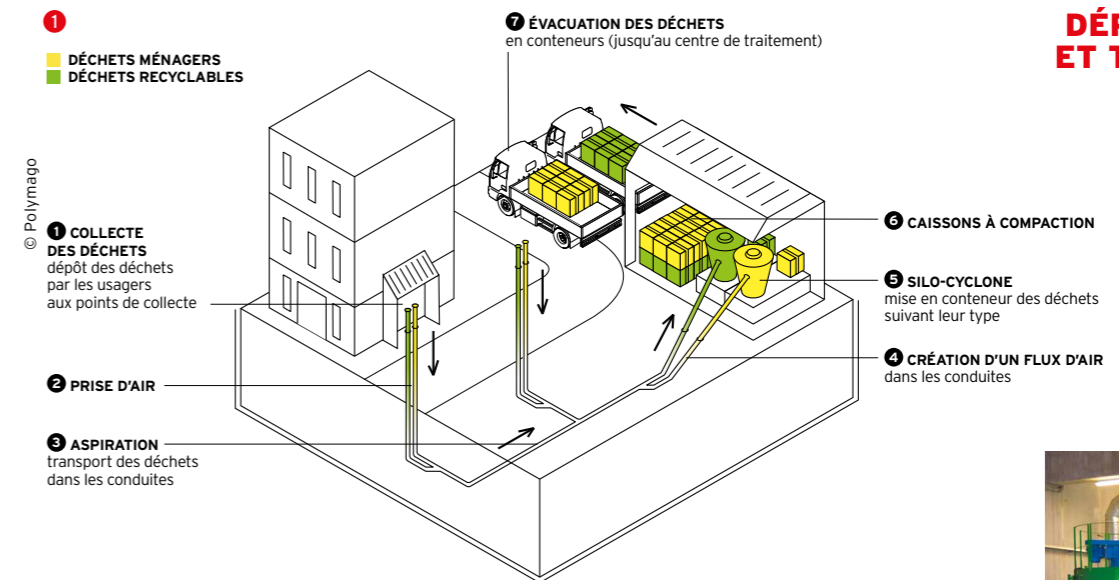 1
DÉCHETS MÉNAGERS
DÉCHETS RECYCLABLES
© Polymago
7 ÉVACUATION DES DÉCHETS
en conteneurs (jusqu'au centre de traitement)
1 COLLECTE
DES DÉCHETS
dépôt des déchets
par les usagers
aux points de collecte
2 PRISE D'AIR
3 ASPIRATION
transport des déchets
dans les conduites
6 CAISSONS À COMPACTION
5 SILO-CYCLONE
mise en conteneur des déchets
suivant leur type
4 CRÉATION D'UN FLUX D'AIR
dans les conduites
ET